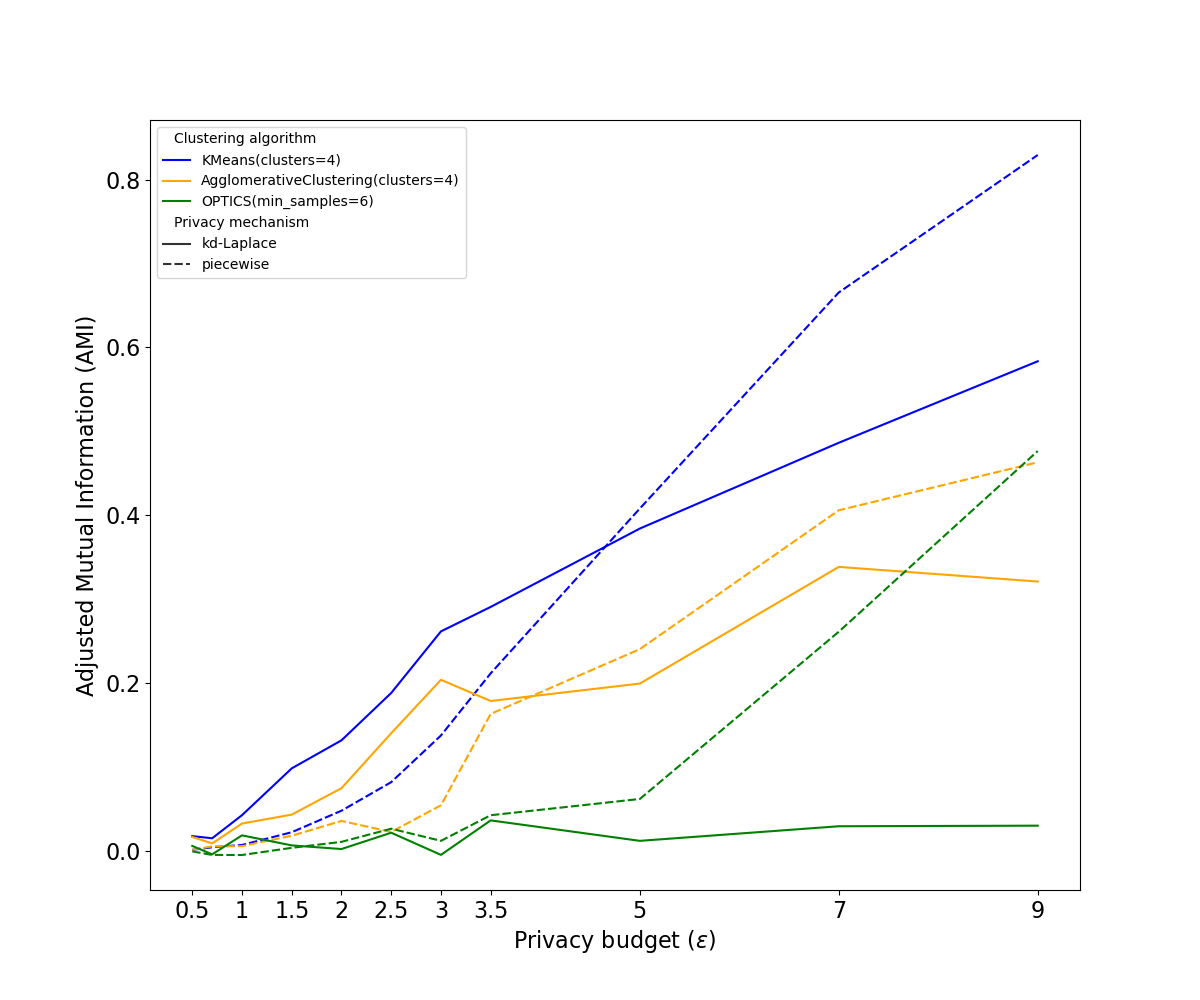 Clustering algorithm
KMeans(clusters=4)
AgglomerativeClustering(clusters=4)
OPTICS(min_samples=6)
Privacy mechanism
kd-Laplace
piecewise
Adjusted Mutual Information (AMI)
0.8
0.6
0.4
0.2
0.0
0.5 1 1.5 2 2.5 3 3.5 5 7 9
Privacy budget (ε)